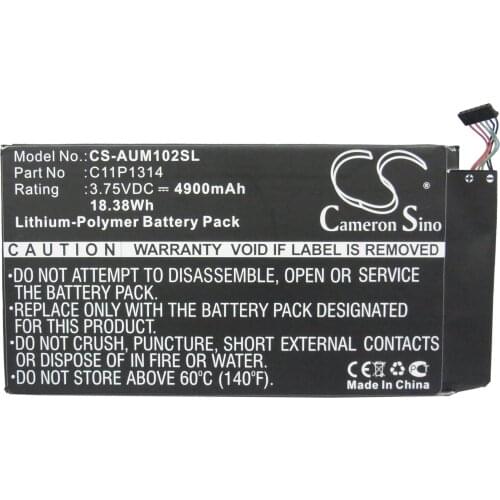 Model No.: CS-AUM102SL
Part No : C11P1314
Rating : 3.75VDC ⎓ 4900mAh
18.38Wh
Lithium-Polymer Battery Pack
CS
Cameron Sino
WARRANTY VOID IF LABEL IS REMOVED
•DO NOT ATTEMPT TO DISASSEMBLE, OPEN OR SERVICE
THE BATTERY PACK
•REPLACE ONLY WITH THE BATTERY PACK
DESIGNATED FOR YOUR PRODUCT
•DO NOT CRUSH, PUNCTURE, SHORT EXTERNAL
CONTACTS OR DISPOSE OF IN FIRE OR WATER
•DO NOT STORE ABOVE 60℃ (140℉)
CE
Made In China